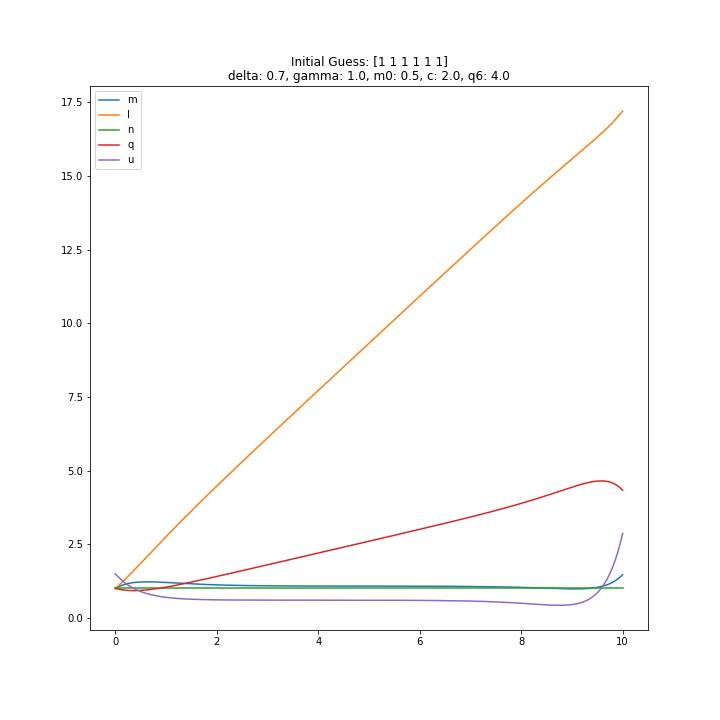 Initial Guess: [1 1 1 1 1 1]
delta: 0.7, gamma: 1.0, m0: 0.5, c: 2.0, q6: 4.0
m
l
n
q
u
17.5
15.0
12.5
10.0
7.5
5.0
2.5
0.0
0 2 4 6 8 10